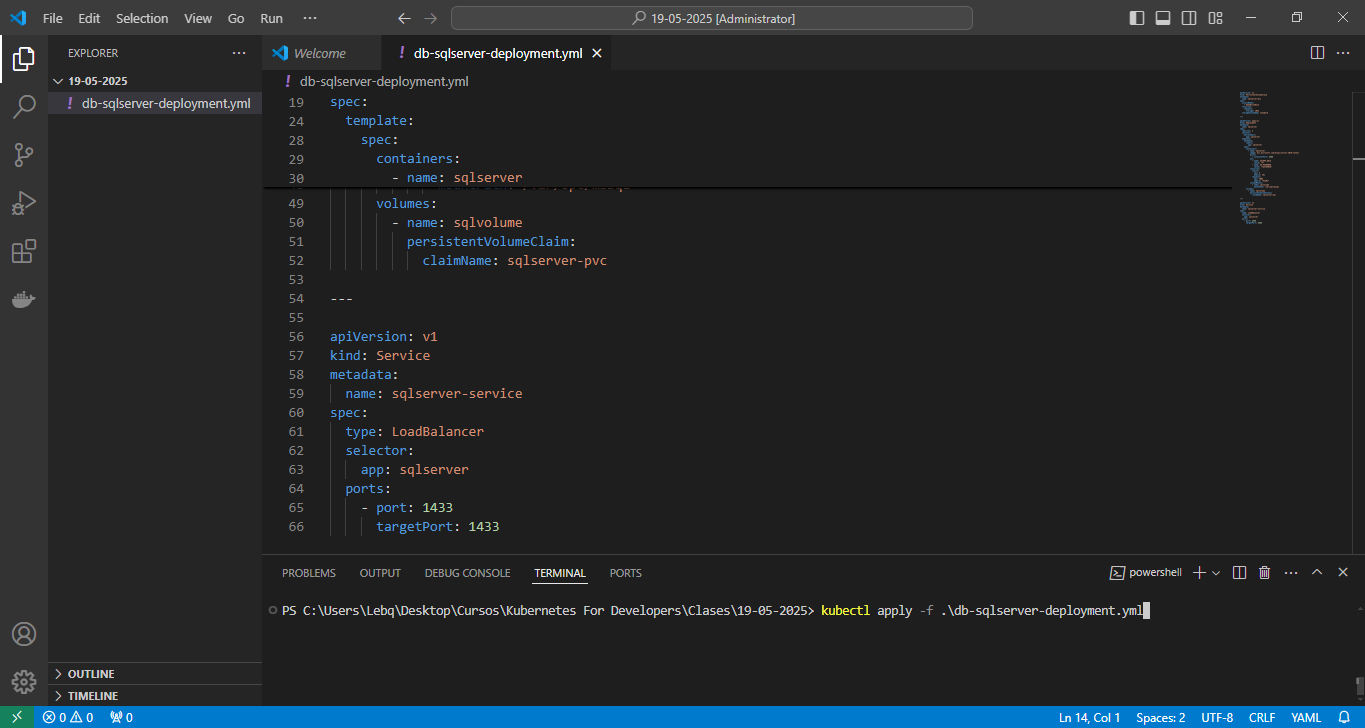 File Edit Selection View Go Run ··· 19-05-2025 [Administrator]
EXPLORER ···
19-05-2025
! db-sqlserver-deployment.yml
OUTLINE
TIMELINE
Welcome ! db-sqlserver-deployment.yml
! db-sqlserver-deployment.yml
19 spec:
24 template:
28 spec:
29 containers:
30 - name: sqlserver
49 volumes:
50 - name: sqlvolume
51 persistentVolumeClaim:
52 claimName: sqlserver-pvc
53
54 ---
55
56 apiVersion: v1
57 kind: Service
58 metadata:
59 name: sqlserver-service
60 spec:
61 type: LoadBalancer
62 selector:
63 app: sqlserver
64 ports:
65 - port: 1433
66 targetPort: 1433
PROBLEMS OUTPUT DEBUG CONSOLE TERMINAL PORTS powershell
PS C:\Users\Lebq\Desktop\Cursos\Kubernetes For Developers\Clases\19-05-2025> kubectl apply -f .\db-sqlserver-deployment.yml
0 0 0 Ln 14, Col 1 Spaces: 2 UTF-8 CRLF YAML